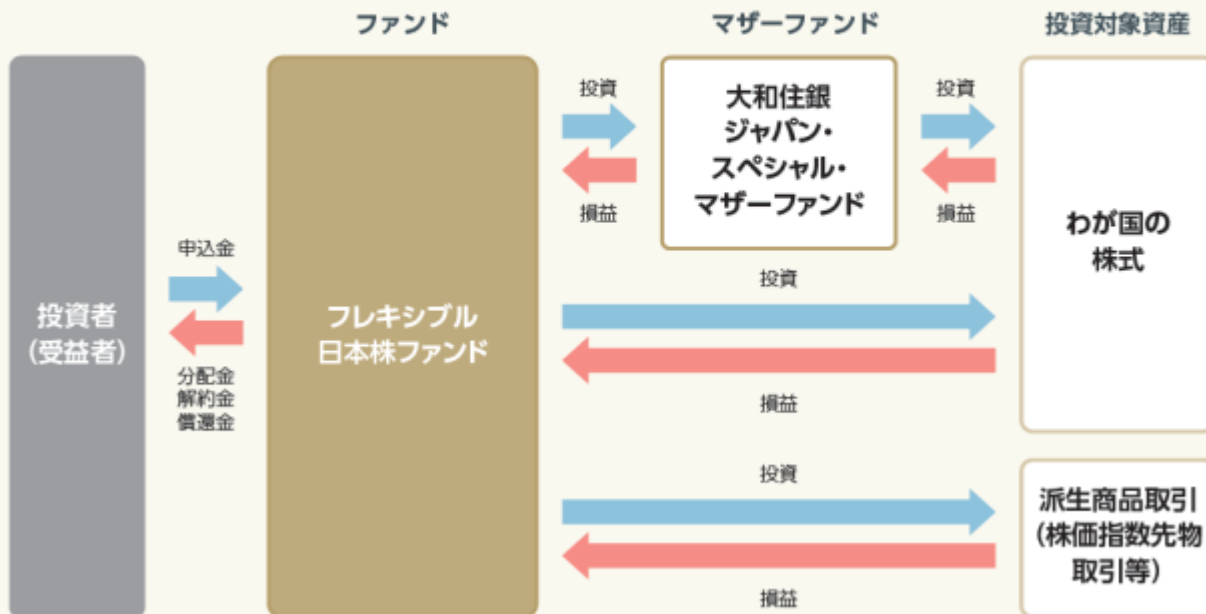 ファンド
マザーファンド
投資対象資産
投資者
(受益者)
申込金
分配金
解約金
償還金
フレキシブル
日本株ファンド
投資
損益
大和住銀
ジャパン・
スペシャル・
マザーファンド
投資
損益
投資
損益
わが国の
株式
投資
損益
派生商品取引
(株価指数先物
取引等)